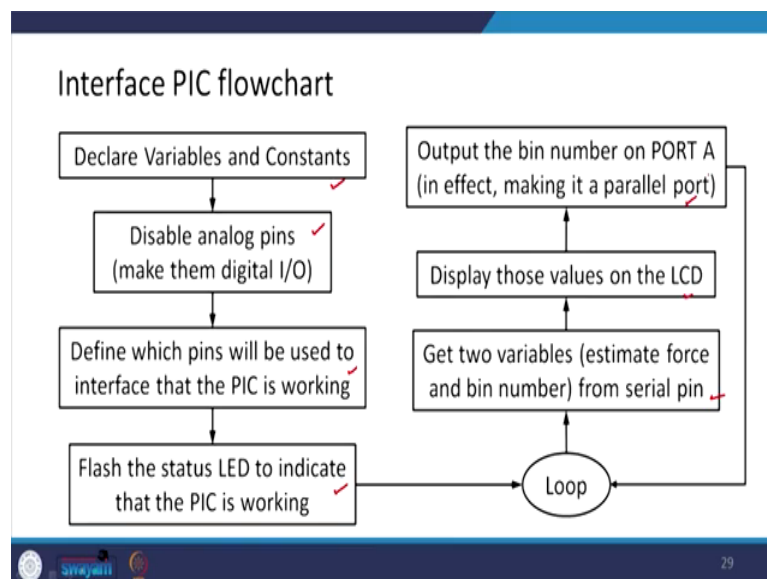 Interface PIC flowchart
Declare Variables and Constants
Disable analog pins
(make them digital I/O)
Define which pins will be used to
interface that the PIC is working
Flash the status LED to indicate
that the PIC is working
Loop
Get two variables (estimate force
and bin number) from serial pin
Display those values on the LCD
Output the bin number on PORT A
(in effect, making it a parallel port)
swayam
29